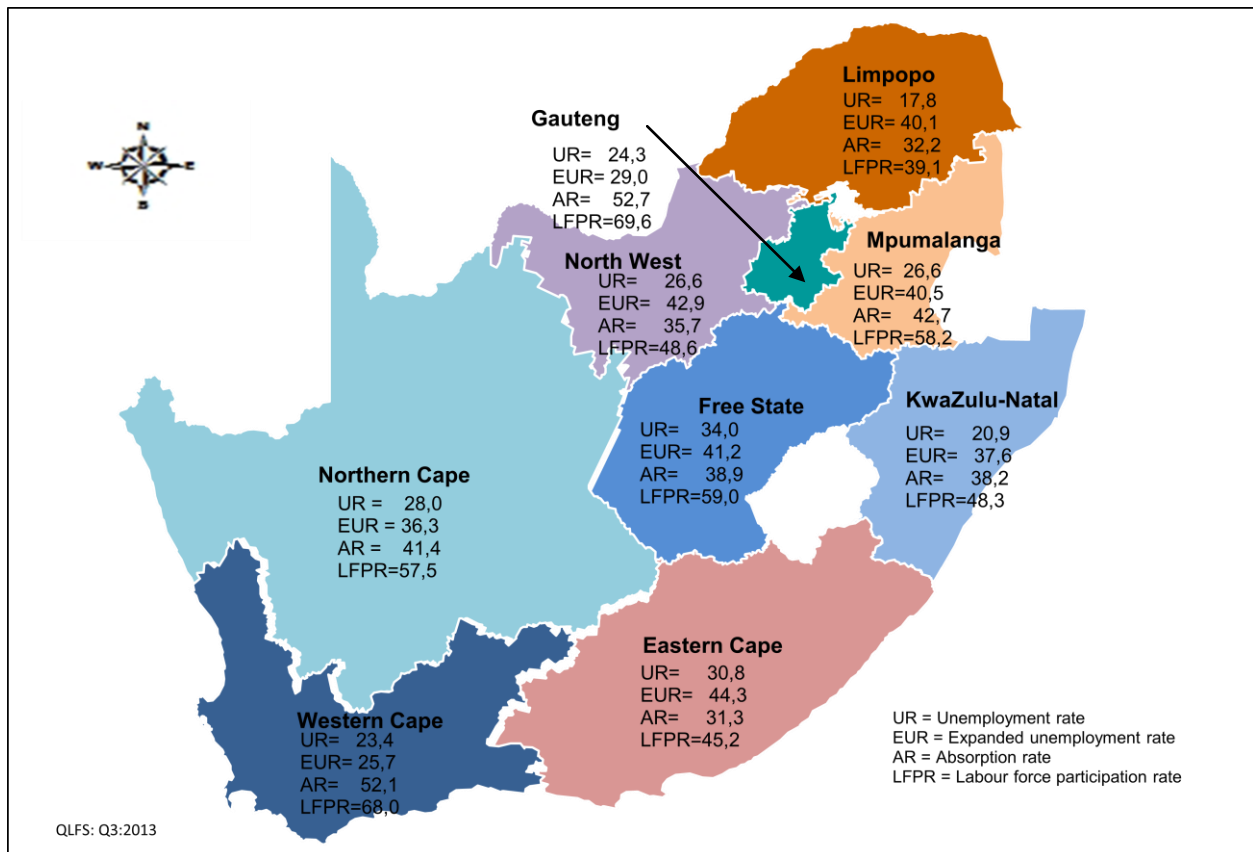 N
W E
S
Limpopo
UR= 17,8
EUR= 40,1
AR= 32,2
LFPR=39,1
Gauteng
UR= 24,3
EUR= 29,0
AR= 52,7
LFPR=69,6
North West
UR= 26,6
EUR= 42,9
AR= 35,7
LFPR=48,6
Mpumalanga
UR= 26,6
EUR=40,5
AR= 42,7
LFPR=58,2
Free State
UR= 34,0
EUR= 41,2
AR= 38,9
LFPR=59,0
KwaZulu-Natal
UR= 20,9
EUR= 37,6
AR= 38,2
LFPR=48,3
Northern Cape
UR = 28,0
EUR = 36,3
AR = 41,4
LFPR=57,5
Eastern Cape
UR= 30,8
EUR= 44,3
AR= 31,3
LFPR=45,2
Western Cape
UR= 23,4
EUR= 25,7
AR= 52,1
LFPR=68,0
UR = Unemployment rate
EUR = Expanded unemployment rate
AR = Absorption rate
LFPR = Labour force participation rate
QLFS: Q3:2013